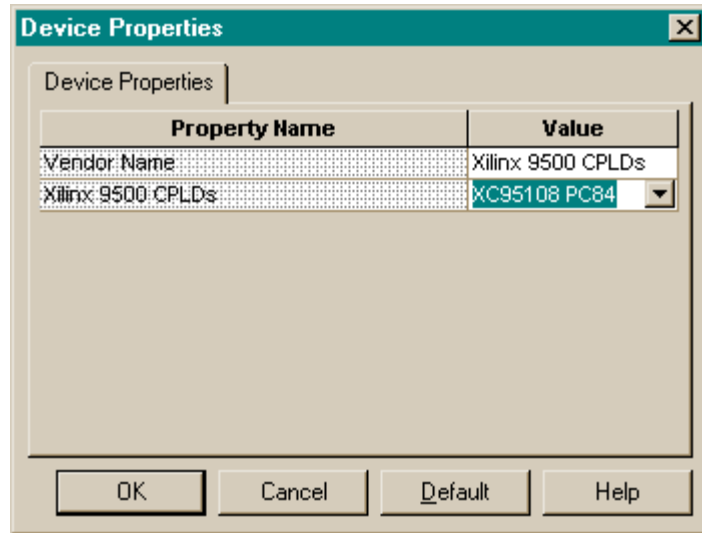 Device Properties
Device Properties
Property Name Value
Vendor Name Xilinx 9500 CPLDs
Xilinx 9500 CPLDs XC95108 PC84
OK Cancel Default Help